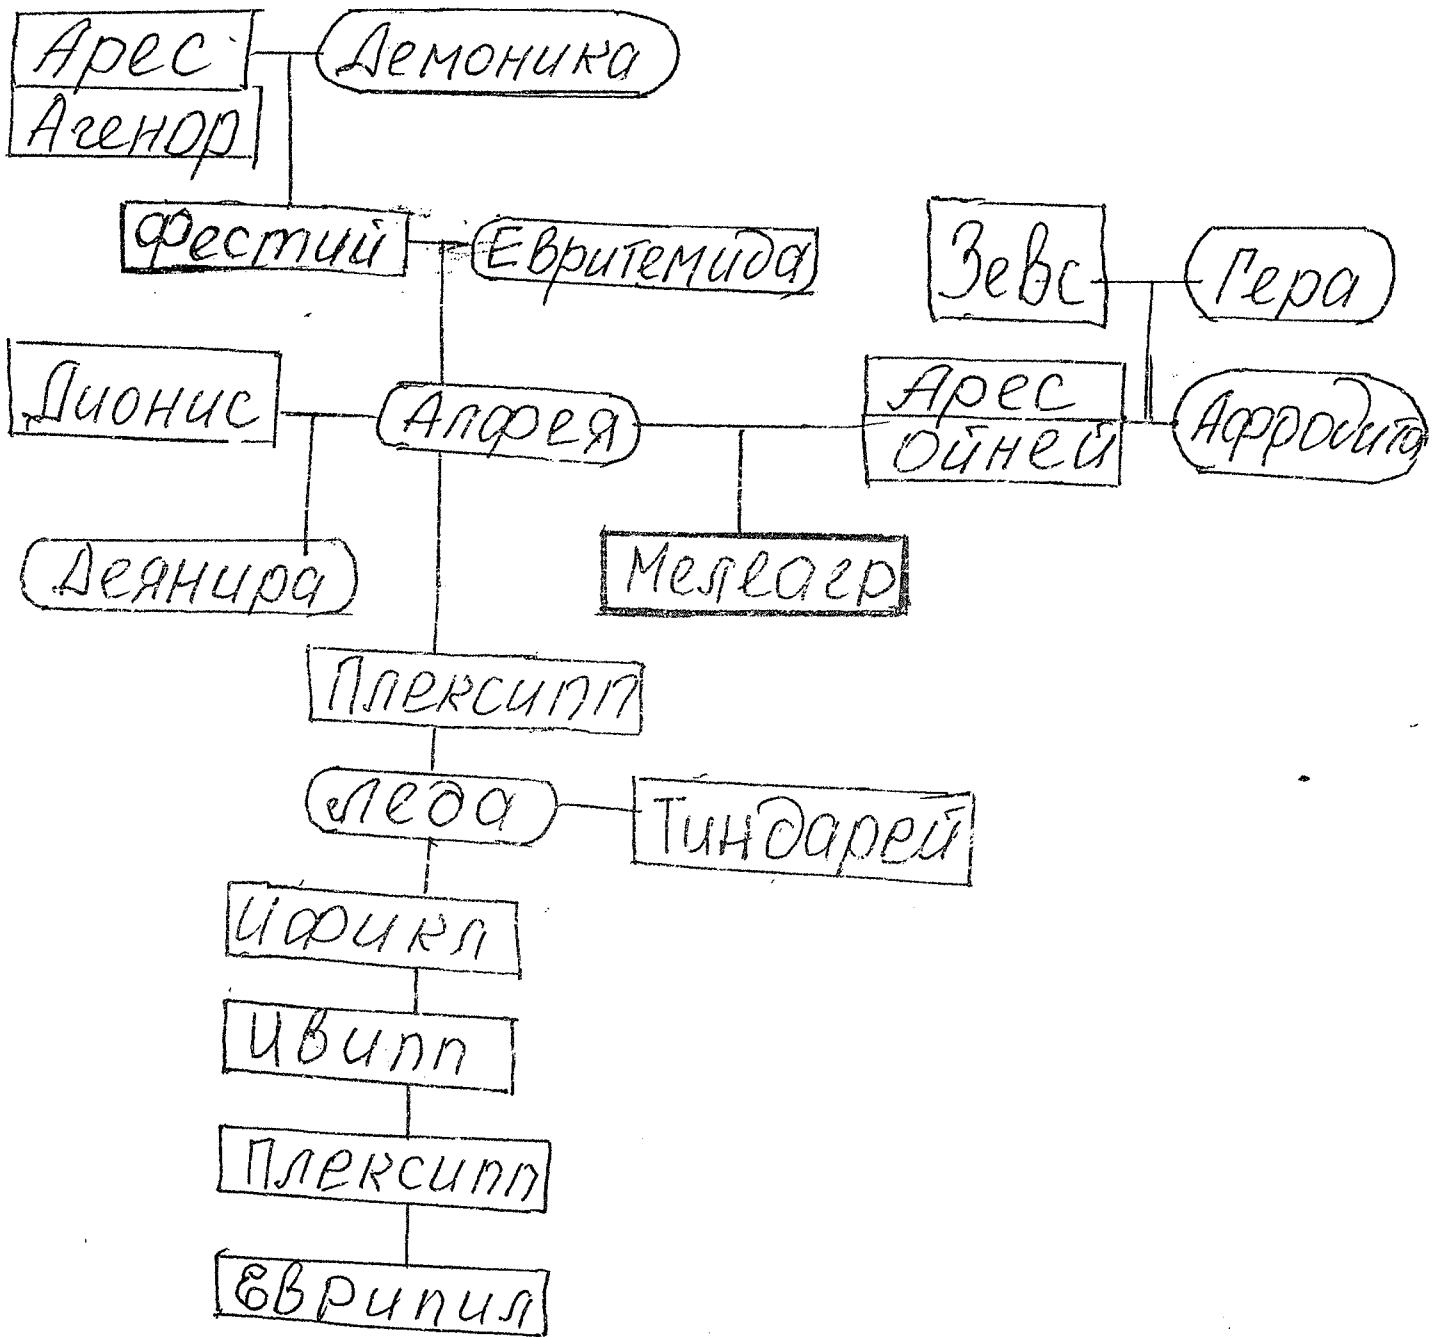 Арес
Демоника
Агенор
Фестий
Евритемида
Зевс
Гера
Дионис
Алфея
Арес
Ойней
Афродита
Деянира
Мелеагр
Плексипп
Леда
Тиндарей
Ификл
Ивипп
Плексипп
Еврипил